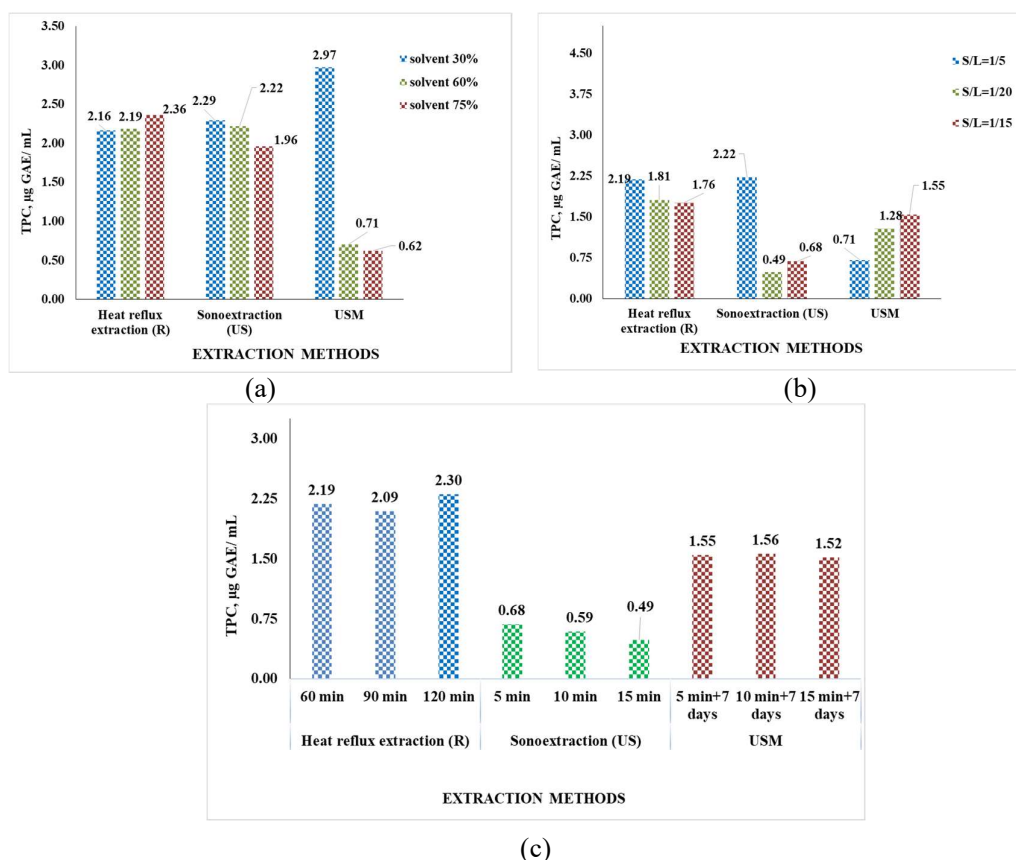 3.50
3.00
2.50
2.00
1.50
1.00
0.50
0.00
TPC, µg GAE/ mL
2.16
2.19
2.36
2.29
2.22
1.96
2.97
0.71
0.62
solvent 30%
solvent 60%
solvent 75%
Heat reflux
extraction (R)
Sonoextraction
(US)
USM
EXTRACTION METHODS
(a)
4.50
3.75
3.00
2.25
1.50
0.75
0.00
TPC, µg GAE/ mL
2.19
1.81
1.76
2.22
0.49
0.68
0.71
1.28
1.55
S/L=1/5
S/L=1/20
S/L=1/15
Heat reflux
extraction (R)
Sonoextraction (US)
USM
EXTRACTION METHODS
(b)
3.00
2.25
1.50
0.75
0.00
TPC, µg GAE/ mL
2.19
2.09
2.30
0.68
0.59
0.49
1.55
1.56
1.52
60 min
90 min
120 min
5 min
10 min
15 min
5 min+7
days
10 min+7
days
15 min+7
days
Heat reflux extraction (R)
Sonoextraction (US)
USM
EXTRACTION METHODS
(c)